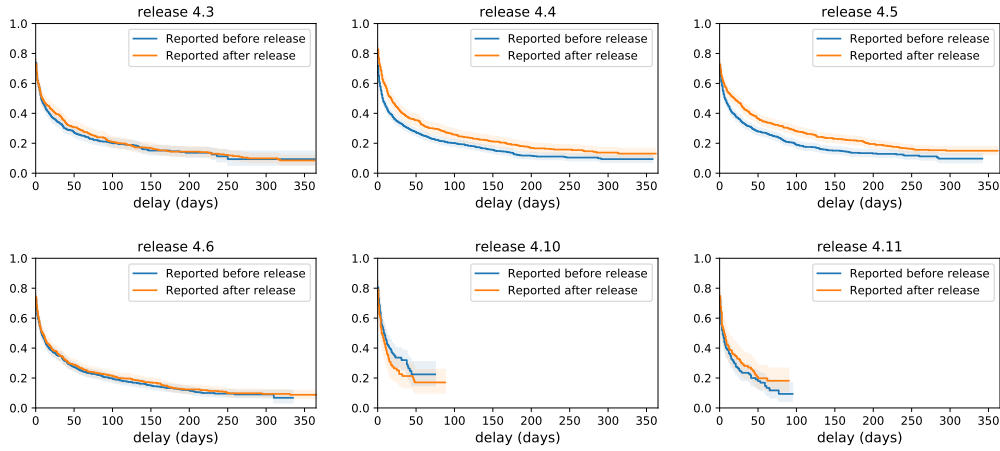 release 4.3
1.0
0.8
0.6
0.4
0.2
0.0
Reported before release
Reported after release
0 50 100 150 200 250 300 350
delay (days)
release 4.4
1.0
0.8
0.6
0.4
0.2
0.0
Reported before release
Reported after release
0 50 100 150 200 250 300 350
delay (days)
release 4.5
1.0
0.8
0.6
0.4
0.2
0.0
Reported before release
Reported after release
0 50 100 150 200 250 300 350
delay (days)
release 4.6
1.0
0.8
0.6
0.4
0.2
0.0
Reported before release
Reported after release
0 50 100 150 200 250 300 350
delay (days)
release 4.10
1.0
0.8
0.6
0.4
0.2
0.0
Reported before release
Reported after release
0 50 100 150 200 250 300 350
delay (days)
release 4.11
1.0
0.8
0.6
0.4
0.2
0.0
Reported before release
Reported after release
0 50 100 150 200 250 300 350
delay (days)